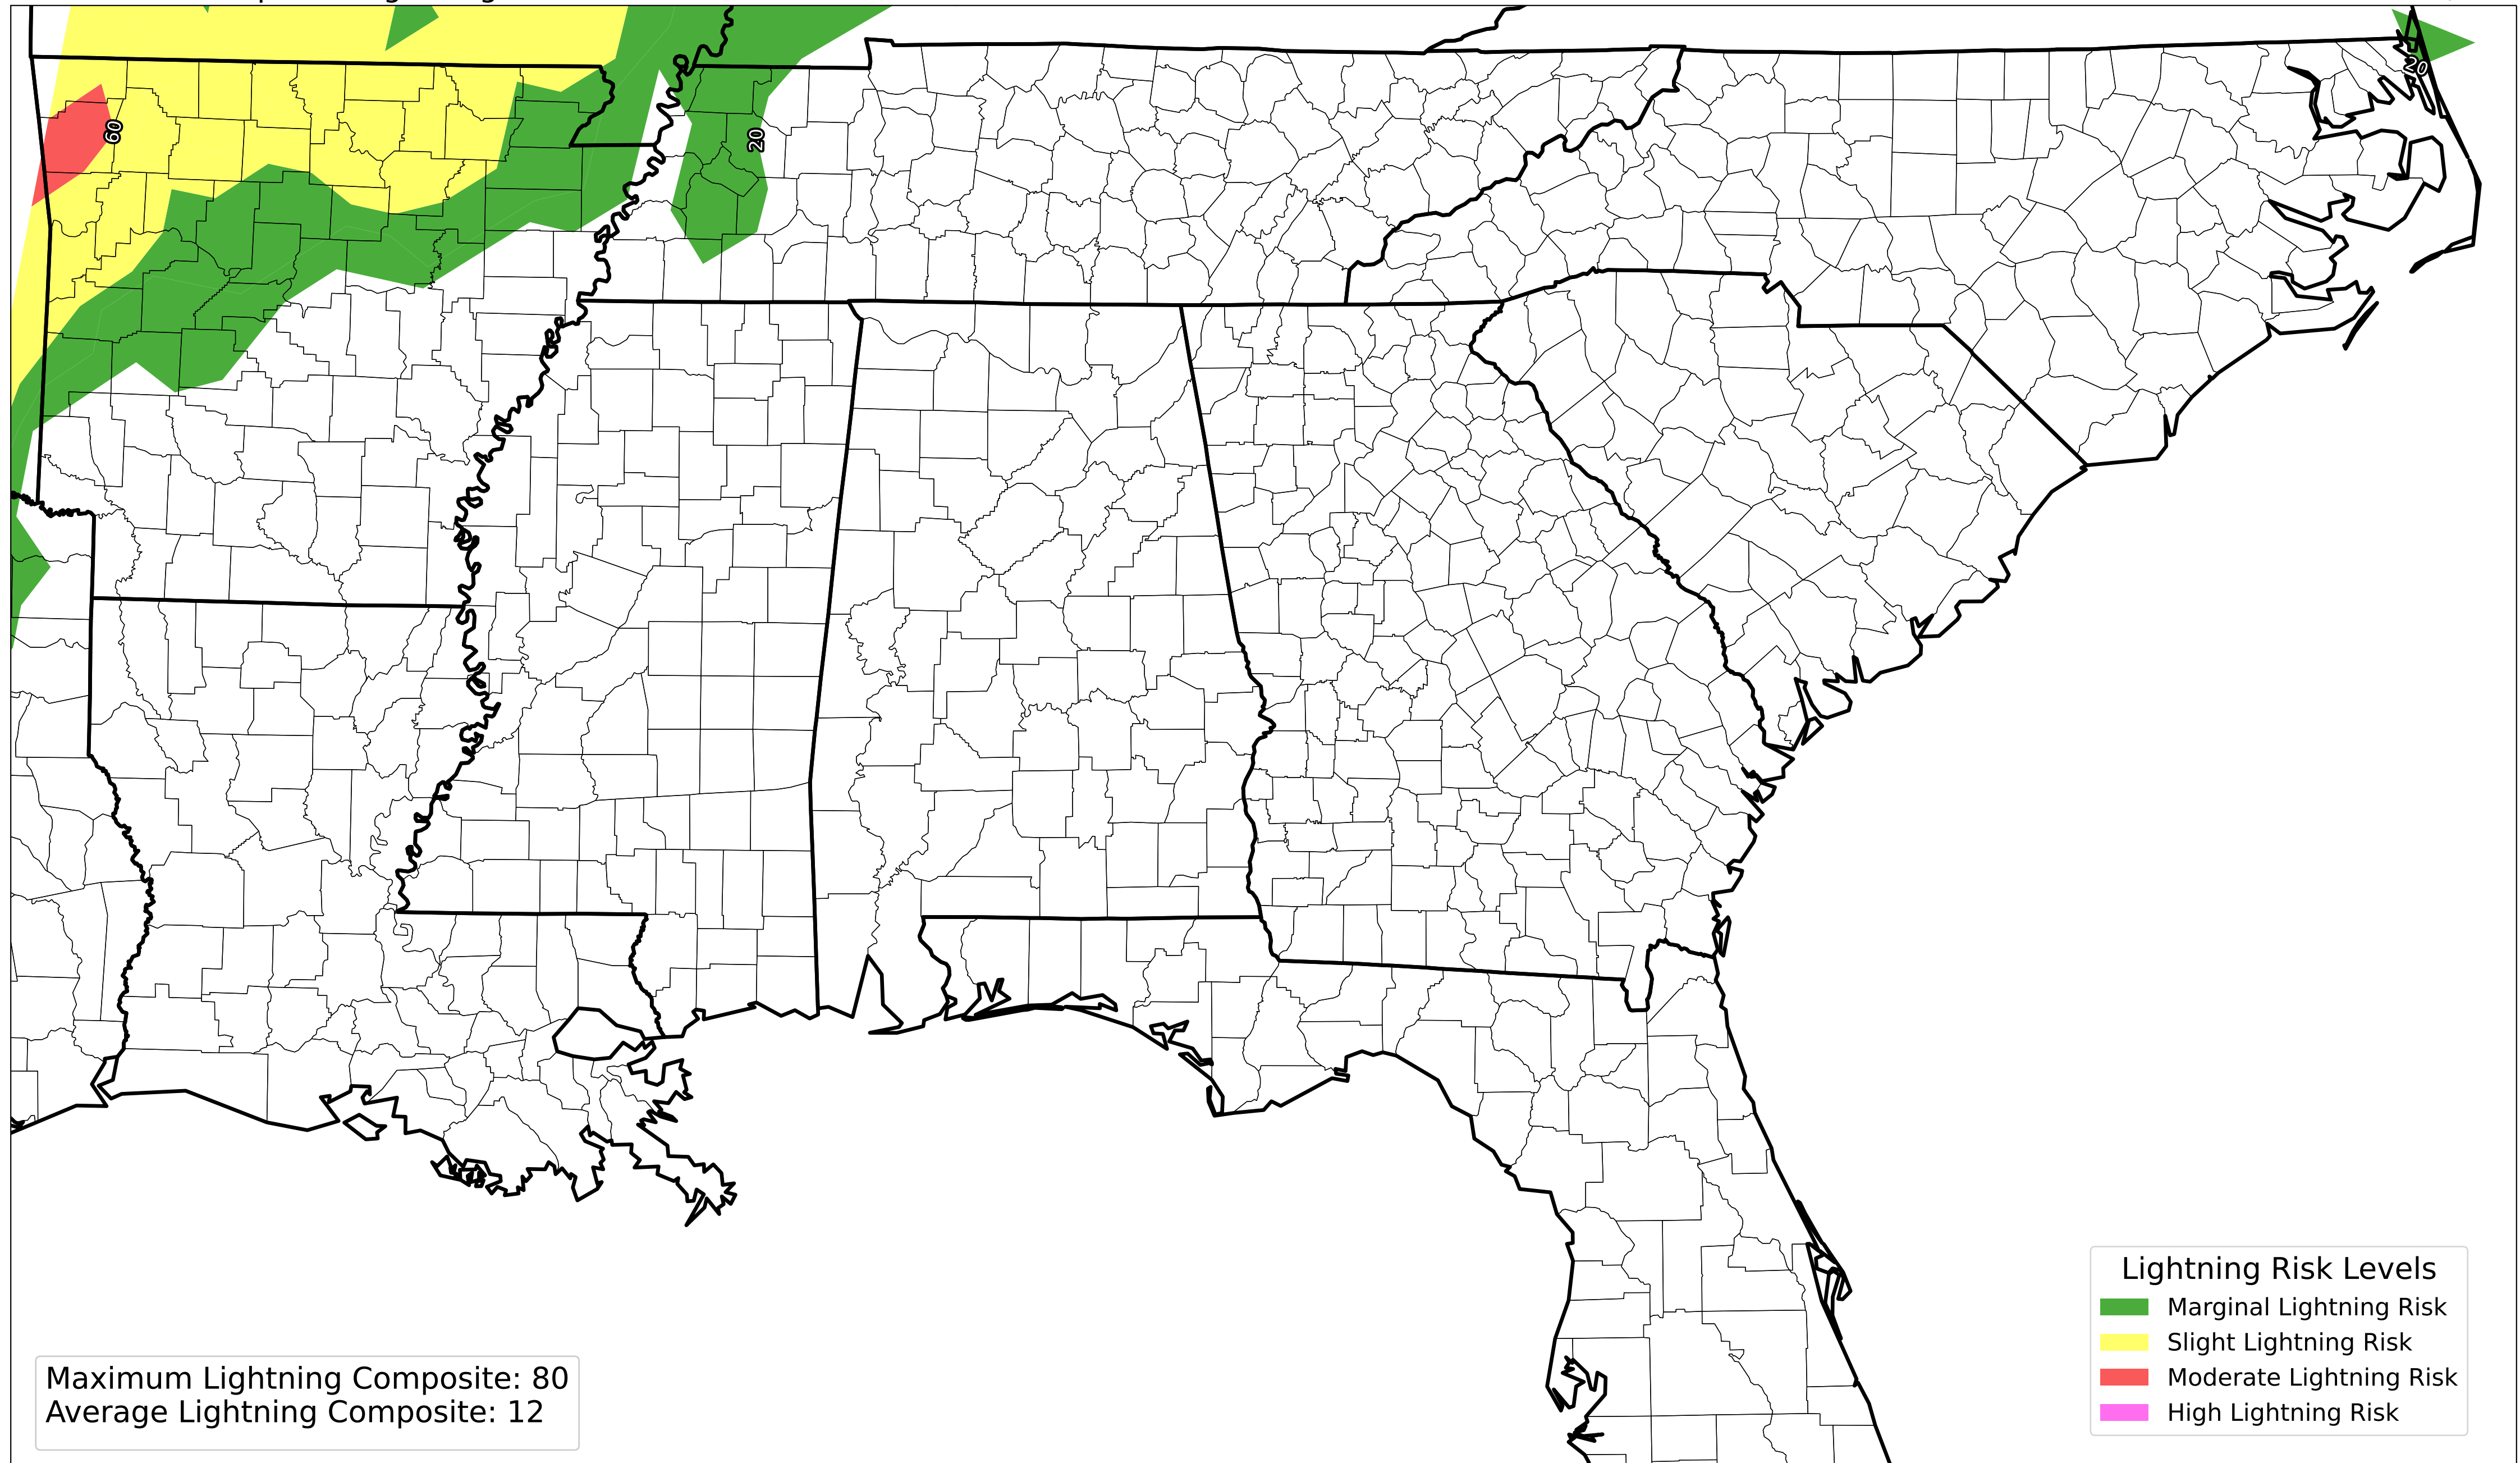 20
60
20
Lightning Risk Levels
Marginal Lightning Risk
Slight Lightning Risk
Moderate Lightning Risk
High Lightning Risk
Maximum Lightning Composite: 80
Average Lightning Composite: 12